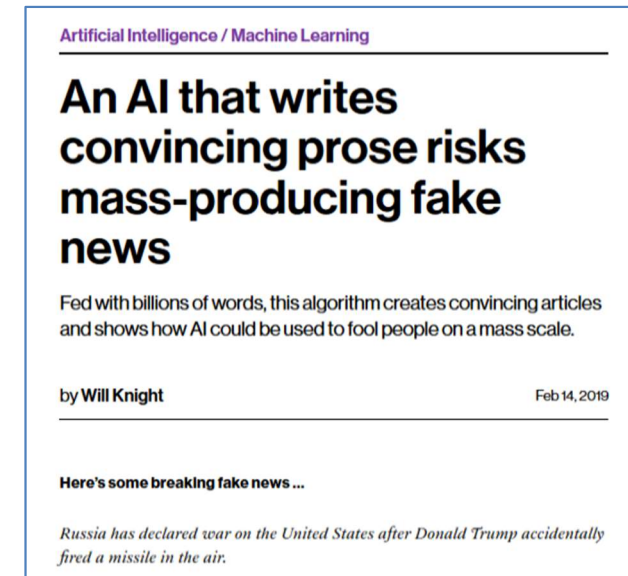 Artificial Intelligence / Machine Learning
An AI that writes
convincing prose risks
mass-producing fake
news
Fed with billions of words, this algorithm creates convincing articles
and shows how AI could be used to fool people on a mass scale.
by Will Knight
Feb 14, 2019
Here's some breaking fake news ...
Russia has declared war on the United States after Donald Trump accidentally
fired a missile in the air.